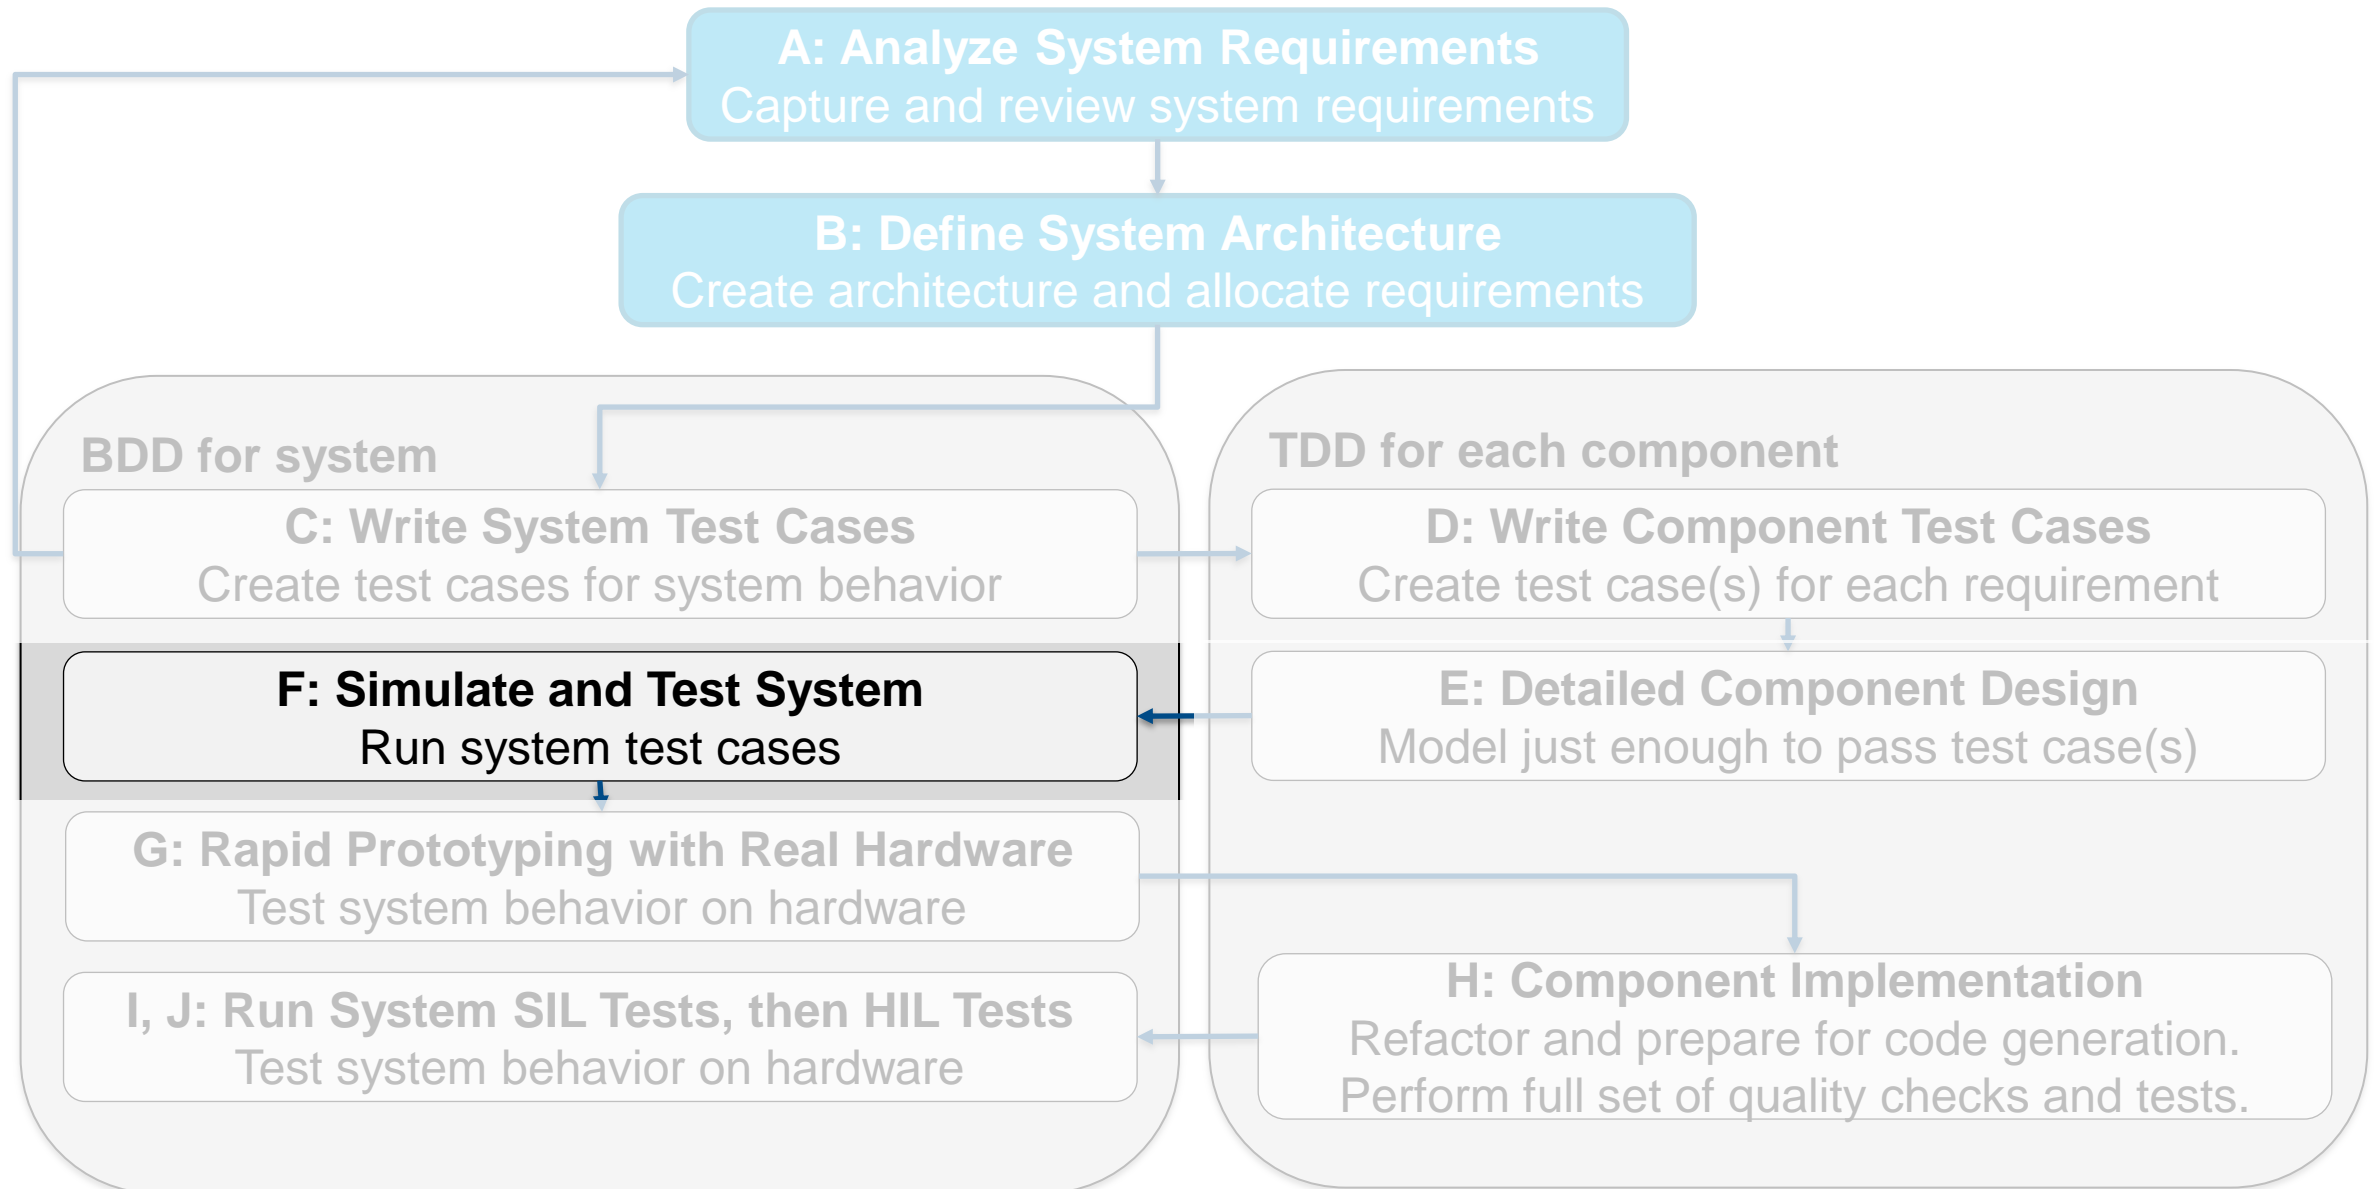 A: Analyze System Requirements
Capture and review system requirements
B: Define System Architecture
Create architecture and allocate requirements
BDD for system
C: Write System Test Cases
Create test cases for system behavior
F: Simulate and Test System
Run system test cases
G: Rapid Prototyping with Real Hardware
Test system behavior on hardware
I, J: Run System SIL Tests, then HIL Tests
Test system behavior on hardware
TDD for each component
D: Write Component Test Cases
Create test case(s) for each requirement
E: Detailed Component Design
Model just enough to pass test case(s)
H: Component Implementation
Refactor and prepare for code generation.
Perform full set of quality checks and tests.